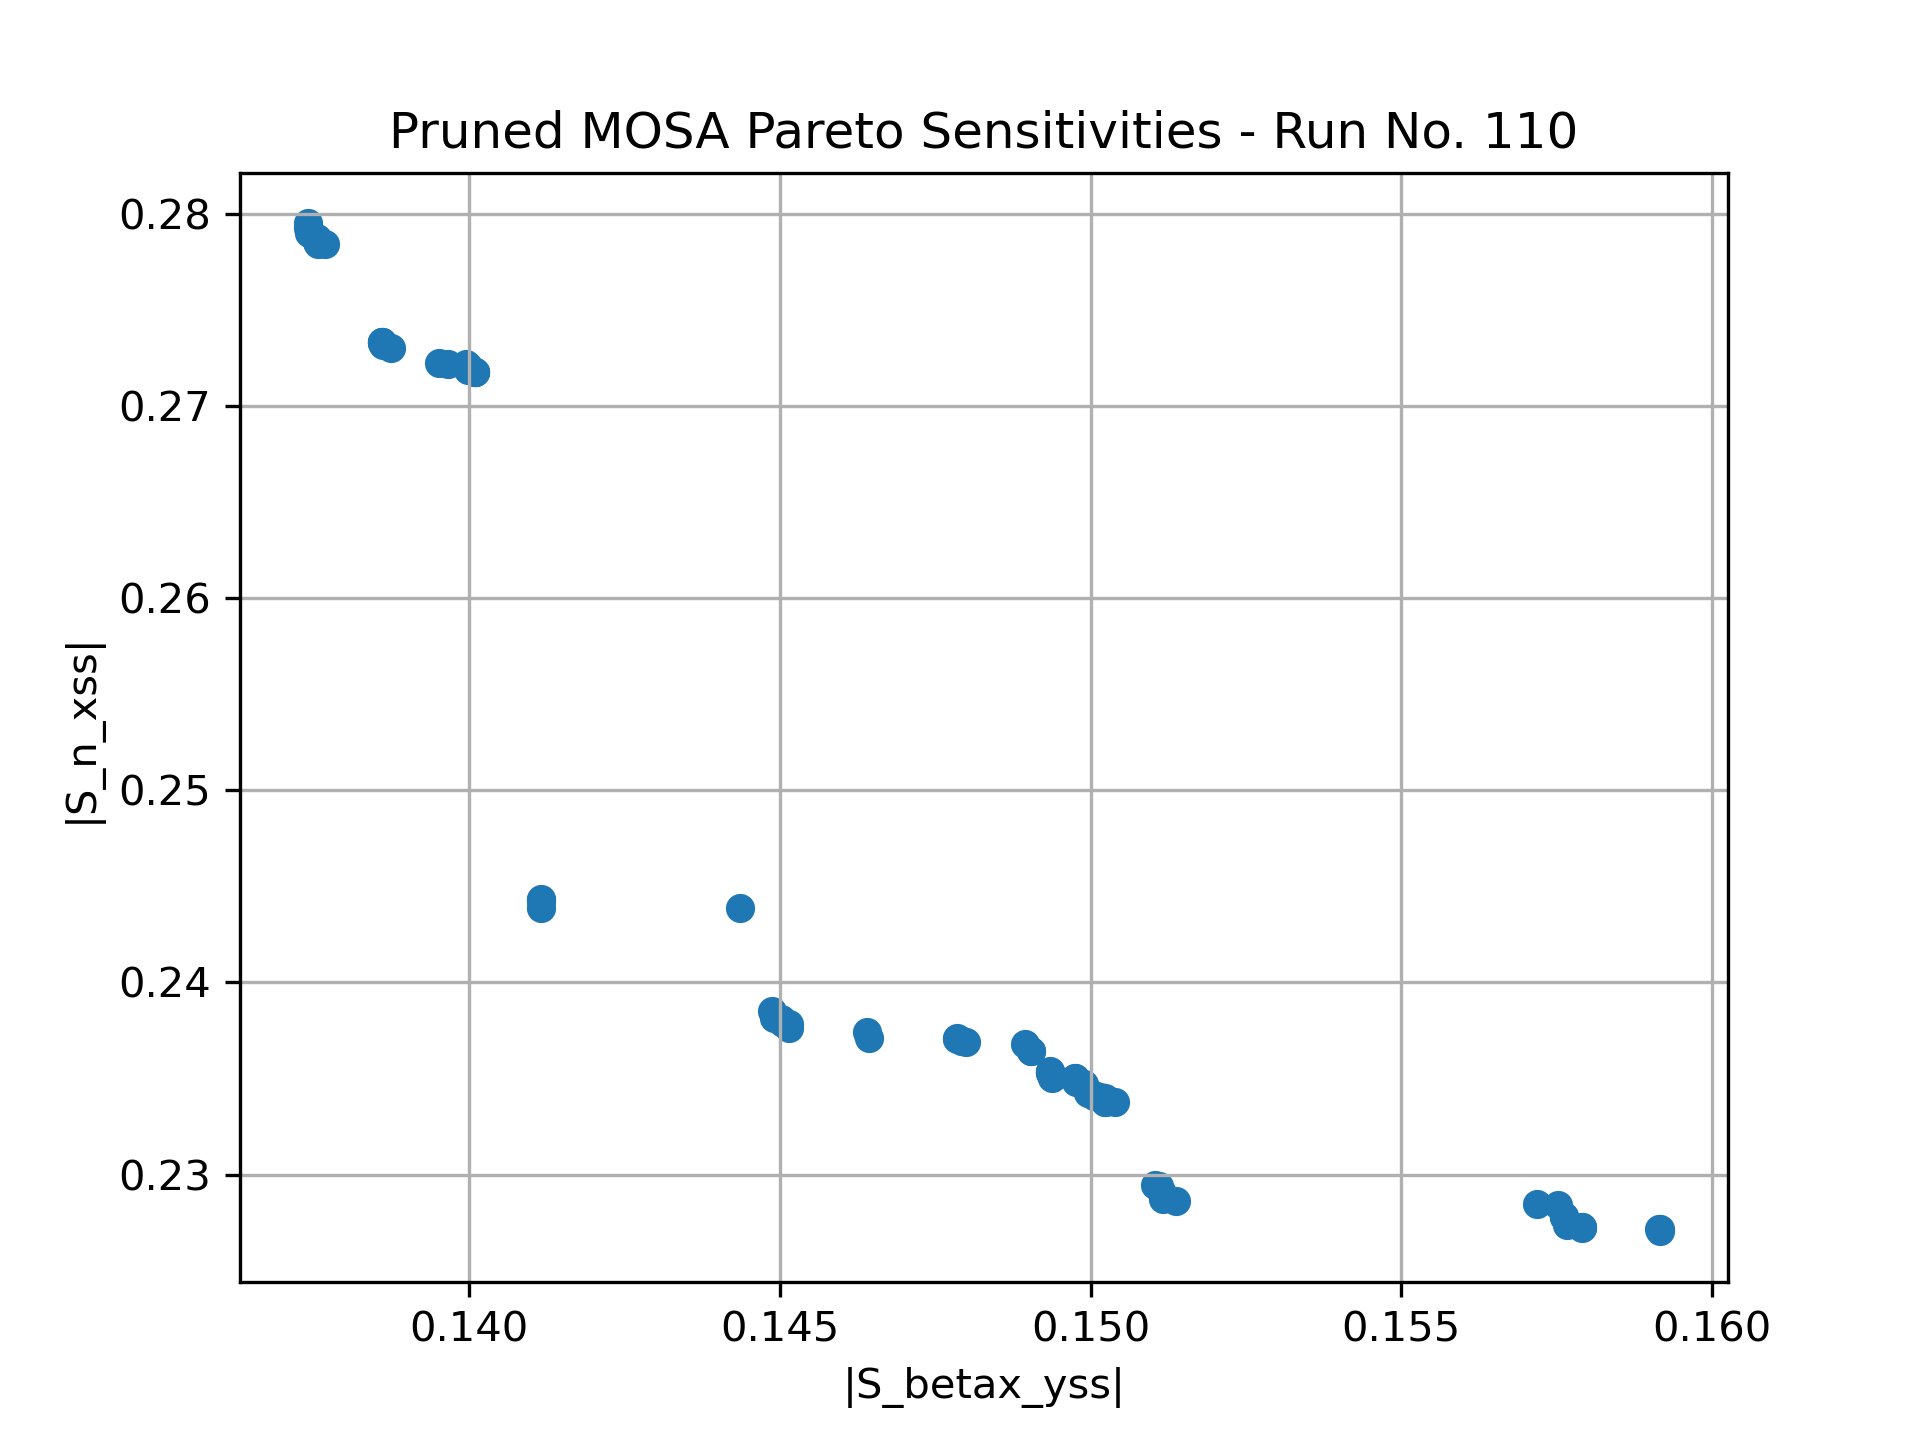 Pruned MOSA Pareto Sensitivities - Run No. 110
0.28
0.27
0.26
0.25
0.24
0.23
|S_n_xss|
0.140 0.145 0.150 0.155 0.160
|S_betax_yss|